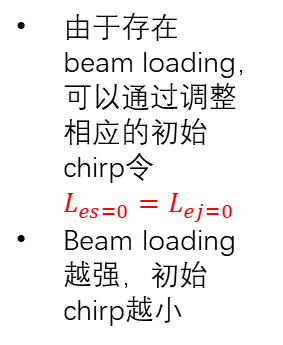 • 由于存在
beam loading,
可以通过调整
相应的初始
chirp令
L_{es=0} = L_{ej=0}
• Beam loading
越强，初始
chirp越小